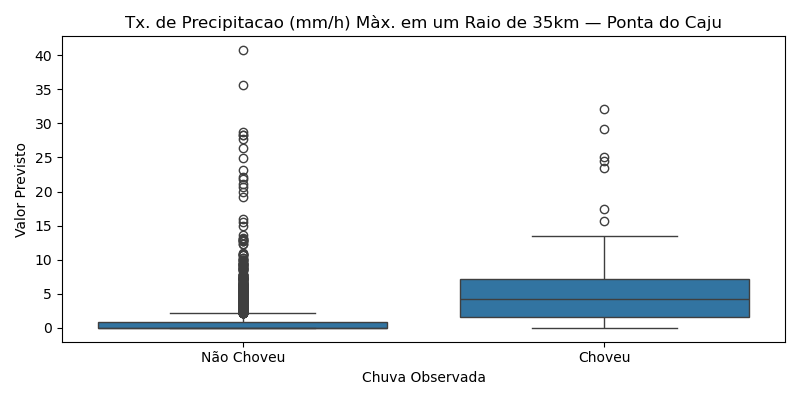 Tx. de Precipitacao (mm/h) Màx. em um Raio de 35km — Ponta do Caju
40
35
30
25
20
15
10
5
0
Valor Previsto
Não Choveu
Choveu
Chuva Observada